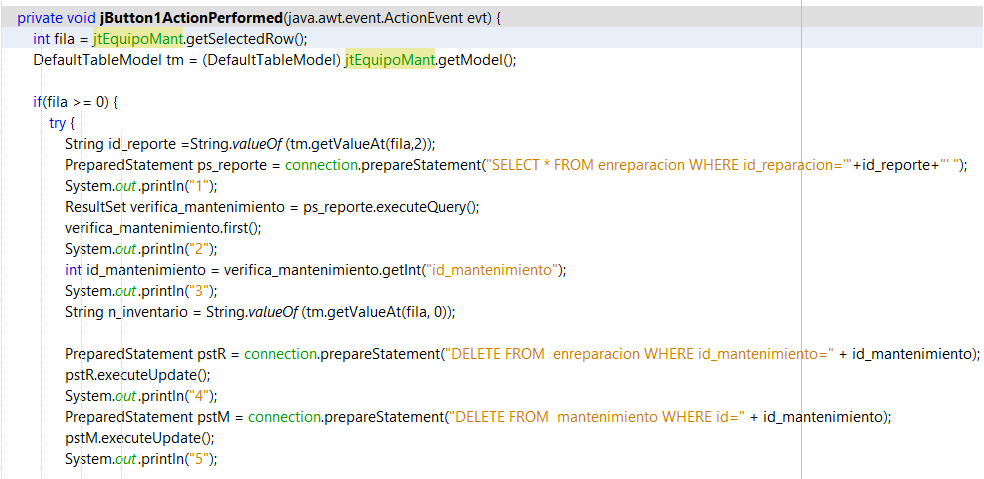 private void jButton1ActionPerformed(java.awt.event.ActionEvent evt) {
int fila = jtEquipoMant.getSelectedRow();
DefaultTableModel tm = (DefaultTableModel) jtEquipoMant.getModel();
if(fila >= 0) {
try {
String id_reporte =String.valueOf (tm.getValueAt(fila,2));
PreparedStatement ps_reporte = connection.prepareStatement("SELECT * FROM enreparacion WHERE id_reparacion='"+id_reporte+"' ");
System.out.println("1");
ResultSet verifica_mantenimiento = ps_reporte.executeQuery();
verifica_mantenimiento.first();
System.out.println("2");
int id_mantenimiento = verifica_mantenimiento.getInt("id_mantenimiento");
System.out.println("3");
String n_inventario = String.valueOf (tm.getValueAt(fila, 0));
PreparedStatement pstR = connection.prepareStatement("DELETE FROM  enreparacion WHERE id_mantenimiento=" + id_mantenimiento);
pstR.executeUpdate();
System.out.println("4");
PreparedStatement pstM = connection.prepareStatement("DELETE FROM  mantenimiento WHERE id=" + id_mantenimiento);
pstM.executeUpdate();
System.out.println("5");